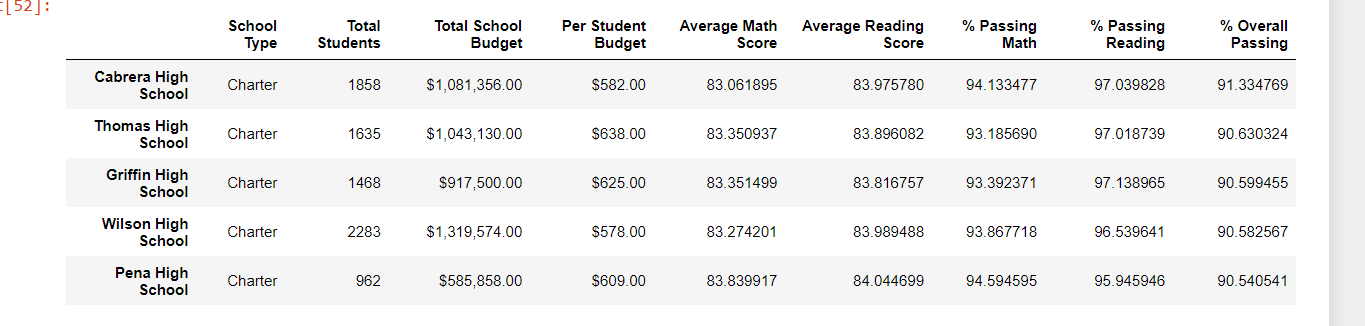 t[52]:
School Total Total School Per Student Average Math Average Reading % Passing % Passing % Overall
Type Students Budget Budget Score Score Math Reading Passing
Cabrera High
School Charter 1858 $1,081,356.00 $582.00 83.061895 83.975780 94.133477 97.039828 91.334769
Thomas High
School Charter 1635 $1,043,130.00 $638.00 83.350937 83.896082 93.185690 97.018739 90.630324
Griffin High
School Charter 1468 $917,500.00 $625.00 83.351499 83.816757 93.392371 97.138965 90.599455
Wilson High
School Charter 2283 $1,319,574.00 $578.00 83.274201 83.989488 93.867718 96.539641 90.582567
Pena High
School Charter 962 $585,858.00 $609.00 83.839917 84.044699 94.594595 95.945946 90.540541